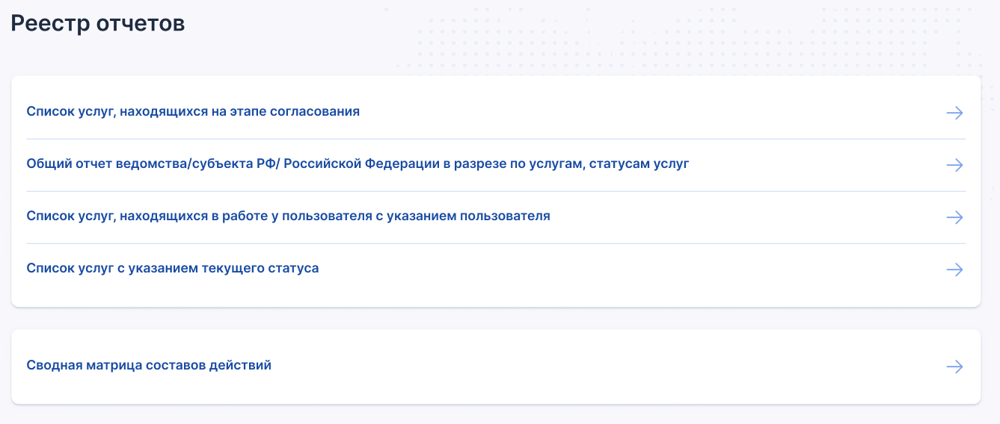 Реестр отчетов
Список услуг, находящихся на этапе согласования
Общий отчет ведомства/субъекта РФ/ Российской Федерации в разрезе по услугам, статусам услуг
Список услуг, находящихся в работе у пользователя с указанием пользователя
Список услуг с указанием текущего статуса
Сводная матрица составов действий